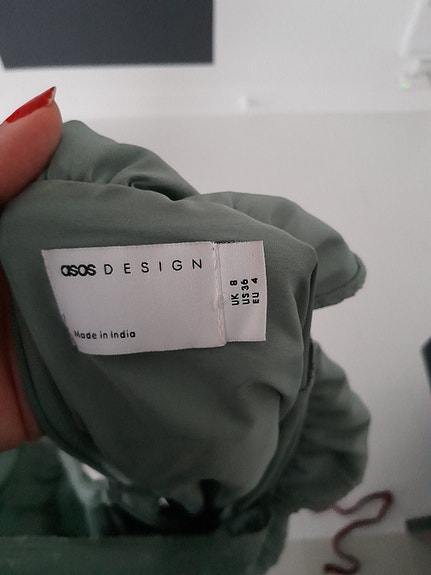 asos DESIGN
Made in India
UK 8
US 36
EU 4